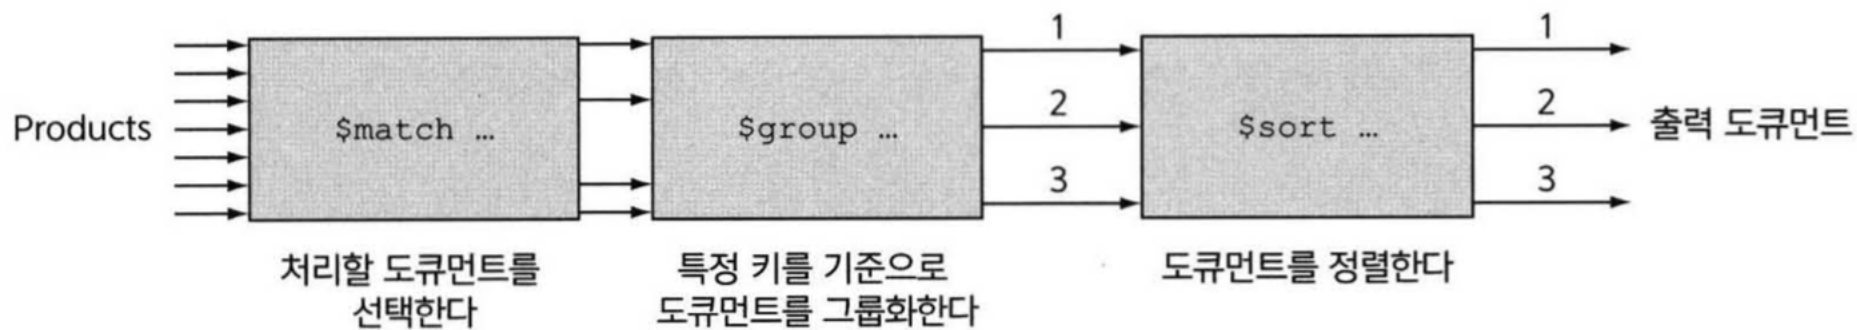 Products
$match …
$group …
1
2
3
$sort …
1
2
3
출력 도큐먼트
처리할 도큐먼트를
선택한다
특정 키를 기준으로
도큐먼트를 그룹화한다
도큐먼트를 정렬한다